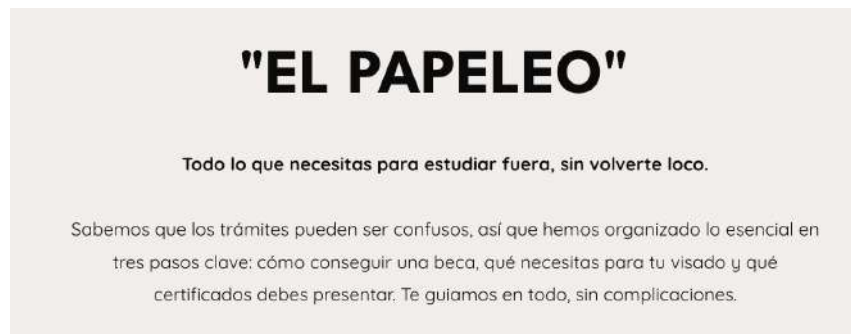 "EL PAPELEO"
Todo lo que necesitas para estudiar fuera, sin volverte loco.
Sabemos que los trámites pueden ser confusos, así que hemos organizado lo esencial en
tres pasos clave: cómo conseguir una beca, qué necesitas para tu visado y qué
certificados debes presentar. Te guiamos en todo, sin complicaciones.